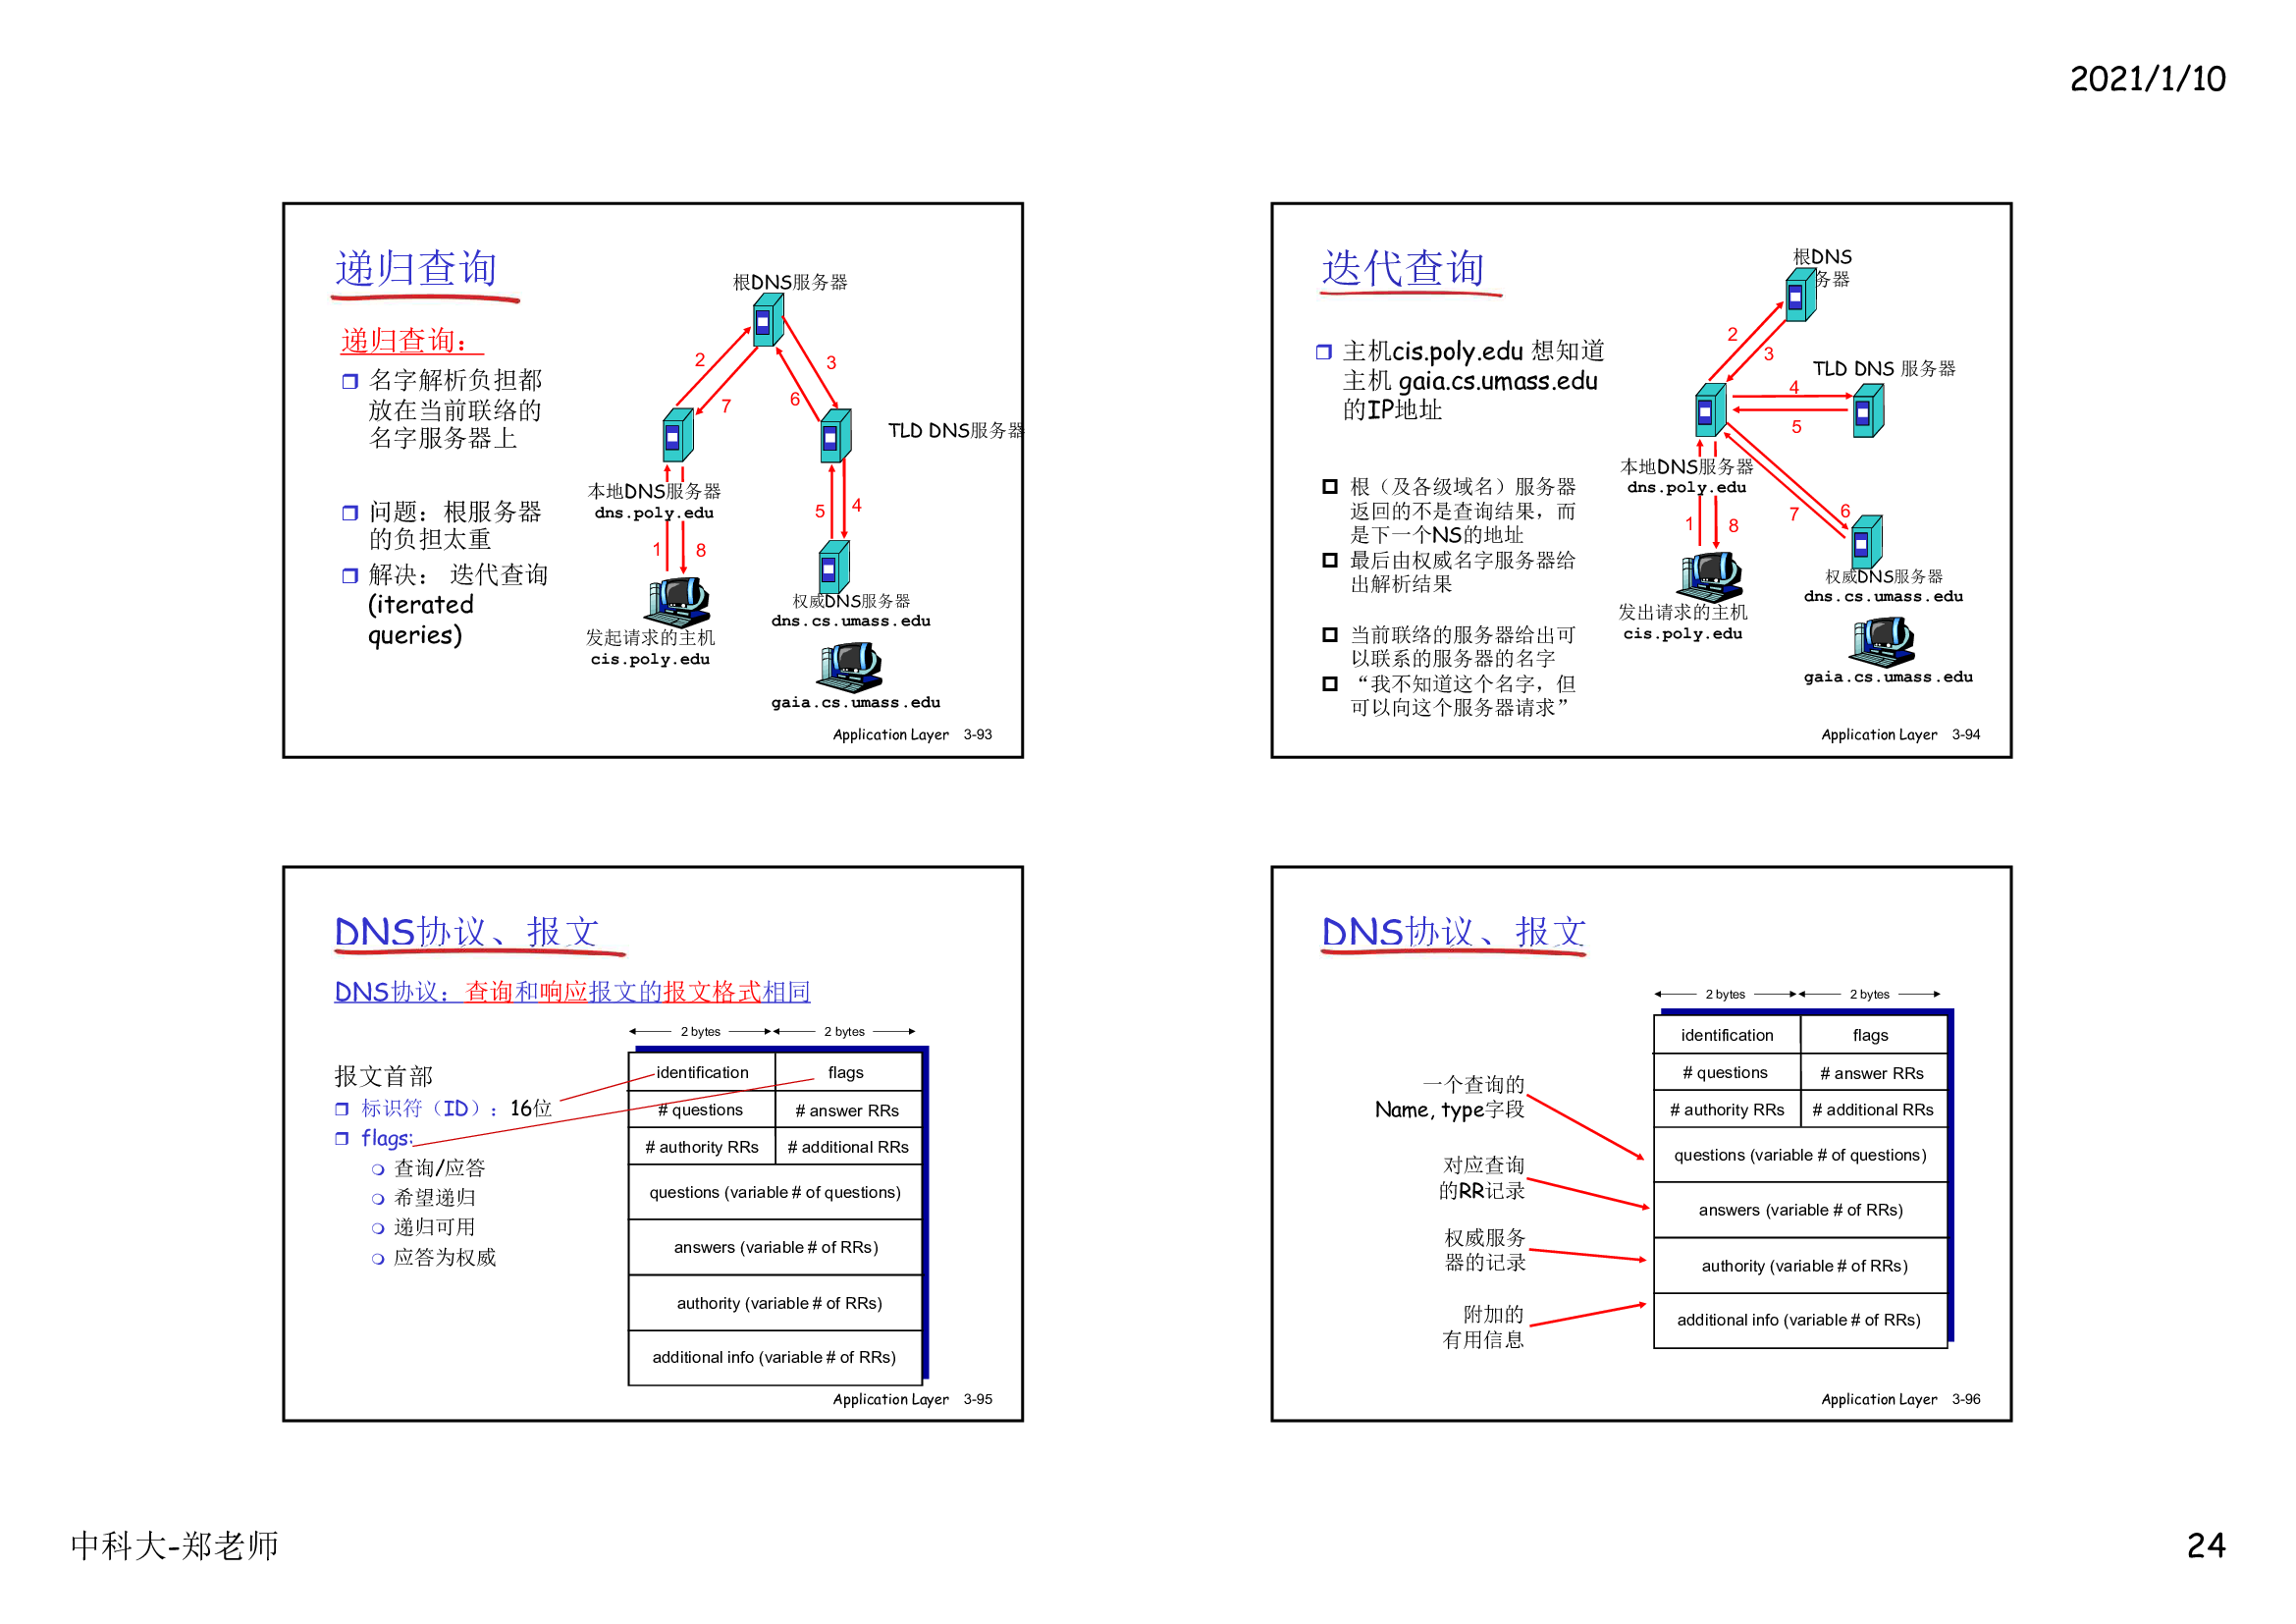 2021/1/10
递归查询
递归查询：
名字解析负担都
放在当前联络的
名字服务器上
问题：根服务器
的负担太重
解决： 迭代查询
(iterated
queries)
根DNS服务器
2
3
7
6
TLD DNS服务器
本地DNS服务器
dns.poly.edu
5
4
1
8
权威DNS服务器
dns.cs.umass.edu
发起请求的主机
cis.poly.edu
gaia.cs.umass.edu
Application Layer 3-93
迭代查询
主机cis.poly.edu 想知道
主机 gaia.cs.umass.edu
的IP地址
根（及各级域名）服务器
返回的不是查询结果，而
是下一个NS的地址
最后由权威名字服务器给
出解析结果
当前联络的服务器给出可
以联系的服务器的名字
“我不知道这个名字，但
可以向这个服务器请求”
根DNS
务器
2
3
TLD DNS 服务器
4
5
本地DNS服务器
dns.poly.edu
1
8
7
6
权威DNS服务器
dns.cs.umass.edu
发出请求的主机
cis.poly.edu
gaia.cs.umass.edu
Application Layer 3-94
DNS协议、报文
DNS协议：查询和响应报文的报文格式相同
报文首部
标识符（ID）：16位
flags:
查询/应答
希望递归
递归可用
应答为权威
2 bytes 2 bytes
identification flags
# questions # answer RRs
# authority RRs # additional RRs
questions (variable # of questions)
answers (variable # of RRs)
authority (variable # of RRs)
additional info (variable # of RRs)
Application Layer 3-95
DNS协议、报文
一个查询的
Name, type字段
对应查询
的RR记录
权威服务
器的记录
附加的
有用信息
2 bytes 2 bytes
identification flags
# questions # answer RRs
# authority RRs # additional RRs
questions (variable # of questions)
answers (variable # of RRs)
authority (variable # of RRs)
additional info (variable # of RRs)
Application Layer 3-96
中科大-郑老师
24